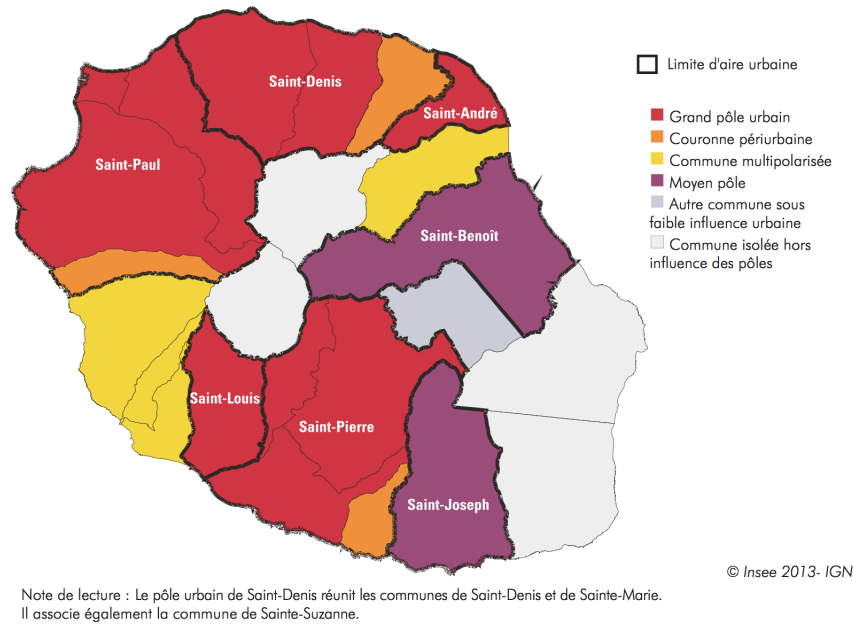 Limite d'aire urbaine
Saint-Denis
Saint-André
Grand pôle urbain
Couronne périurbaine
Saint-Paul
Commune multipolarisée
Moyen pôle
Autre commune sous
faible influence urbaine
Saint-Benoît
Commune isolée hors
influence des pôles
Saint-Louis
Saint-Pierre
Saint-Joseph
© Insee 2013- IGN
Note de lecture : Le pôle urbain de Saint-Denis réunit les communes de Saint-Denis et de Sainte-Marie.
Il associe également la commune de Sainte-Suzanne.